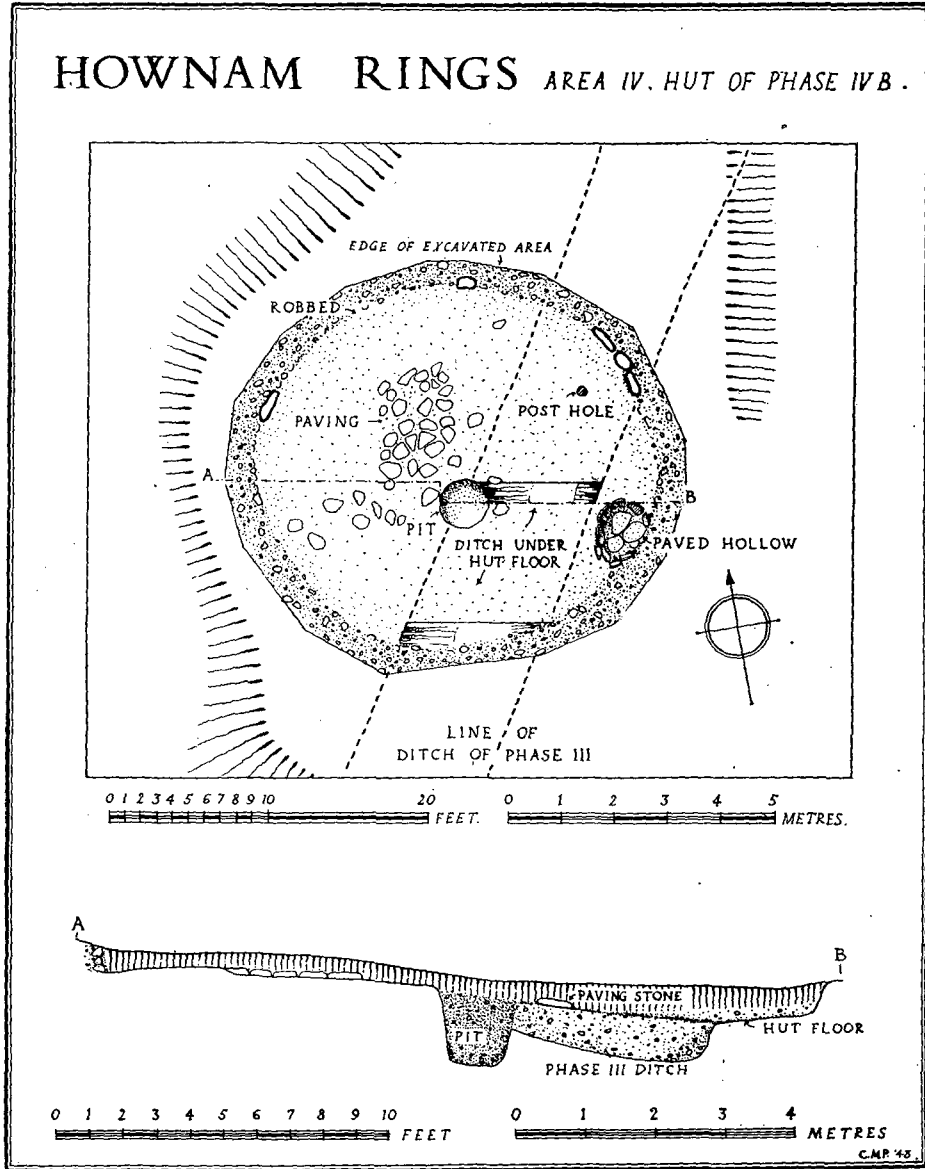 HOWNAM RINGS AREA IV. HUT OF PHASE IV B.
EDGE OF EXCAVATED AREA
ROBBED
POST HOLE
PAVING
A
B
PIT
DITCH UNDER
HUT FLOOR
PAVED HOLLOW
LINE OF
DITCH OF PHASE III
0 1 2 3 4 5 6 7 8 9 10 20 FEET.
0 1 2 3 4 5 METRES.
A
B
PAVING STONE
PIT
HUT FLOOR
PHASE III DITCH
0 1 2 3 4 5 6 7 8 9 10 FEET
0 1 2 3 4 METRES
C.M.P. '48.